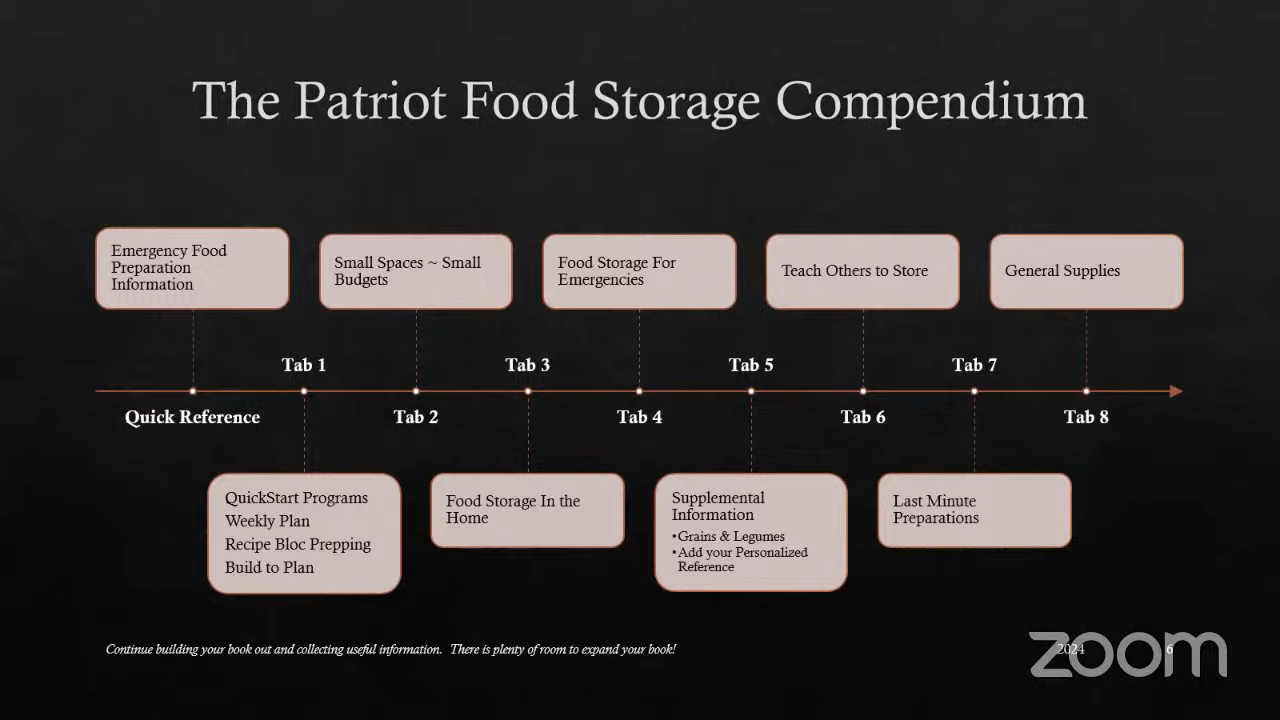 The Patriot Food Storage Compendium
Emergency Food
Preparation
Information
Small Spaces ~ Small
Budgets
Food Storage For
Emergencies
Teach Others to Store
General Supplies
Tab 1
Tab 3
Tab 5
Tab 7
Quick Reference
Tab 2
Tab 4
Tab 6
Tab 8
QuickStart Programs
Weekly Plan
Recipe Bloc Prepping
Build to Plan
Food Storage In the
Home
Supplemental
Information
•Grains & Legumes
•Add your Personalized
Reference
Last Minute
Preparations
Continue building your book out and collecting useful information. There is plenty of room to expand your book!
2024
6
zoom